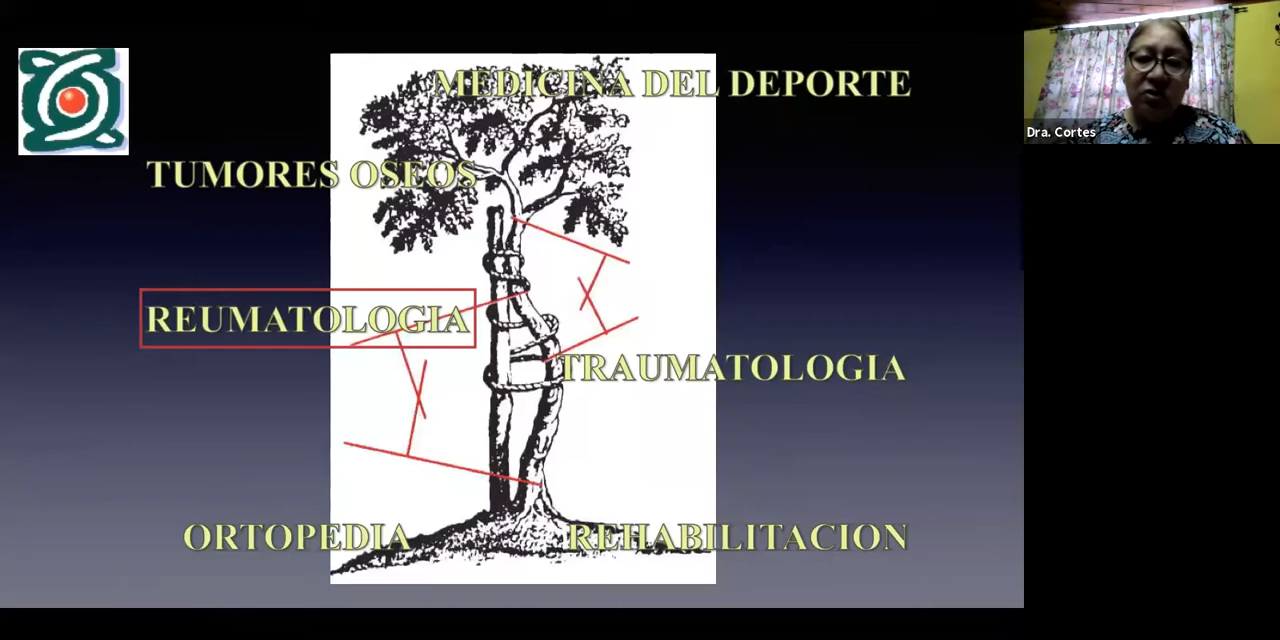 MEDICINA DEL DEPORTE
Dra. Cortes
TUMORES OSEOS
REUMATOLOGIA
TRAUMATOLOGIA
ORTOPEDIA
REHABILITACION